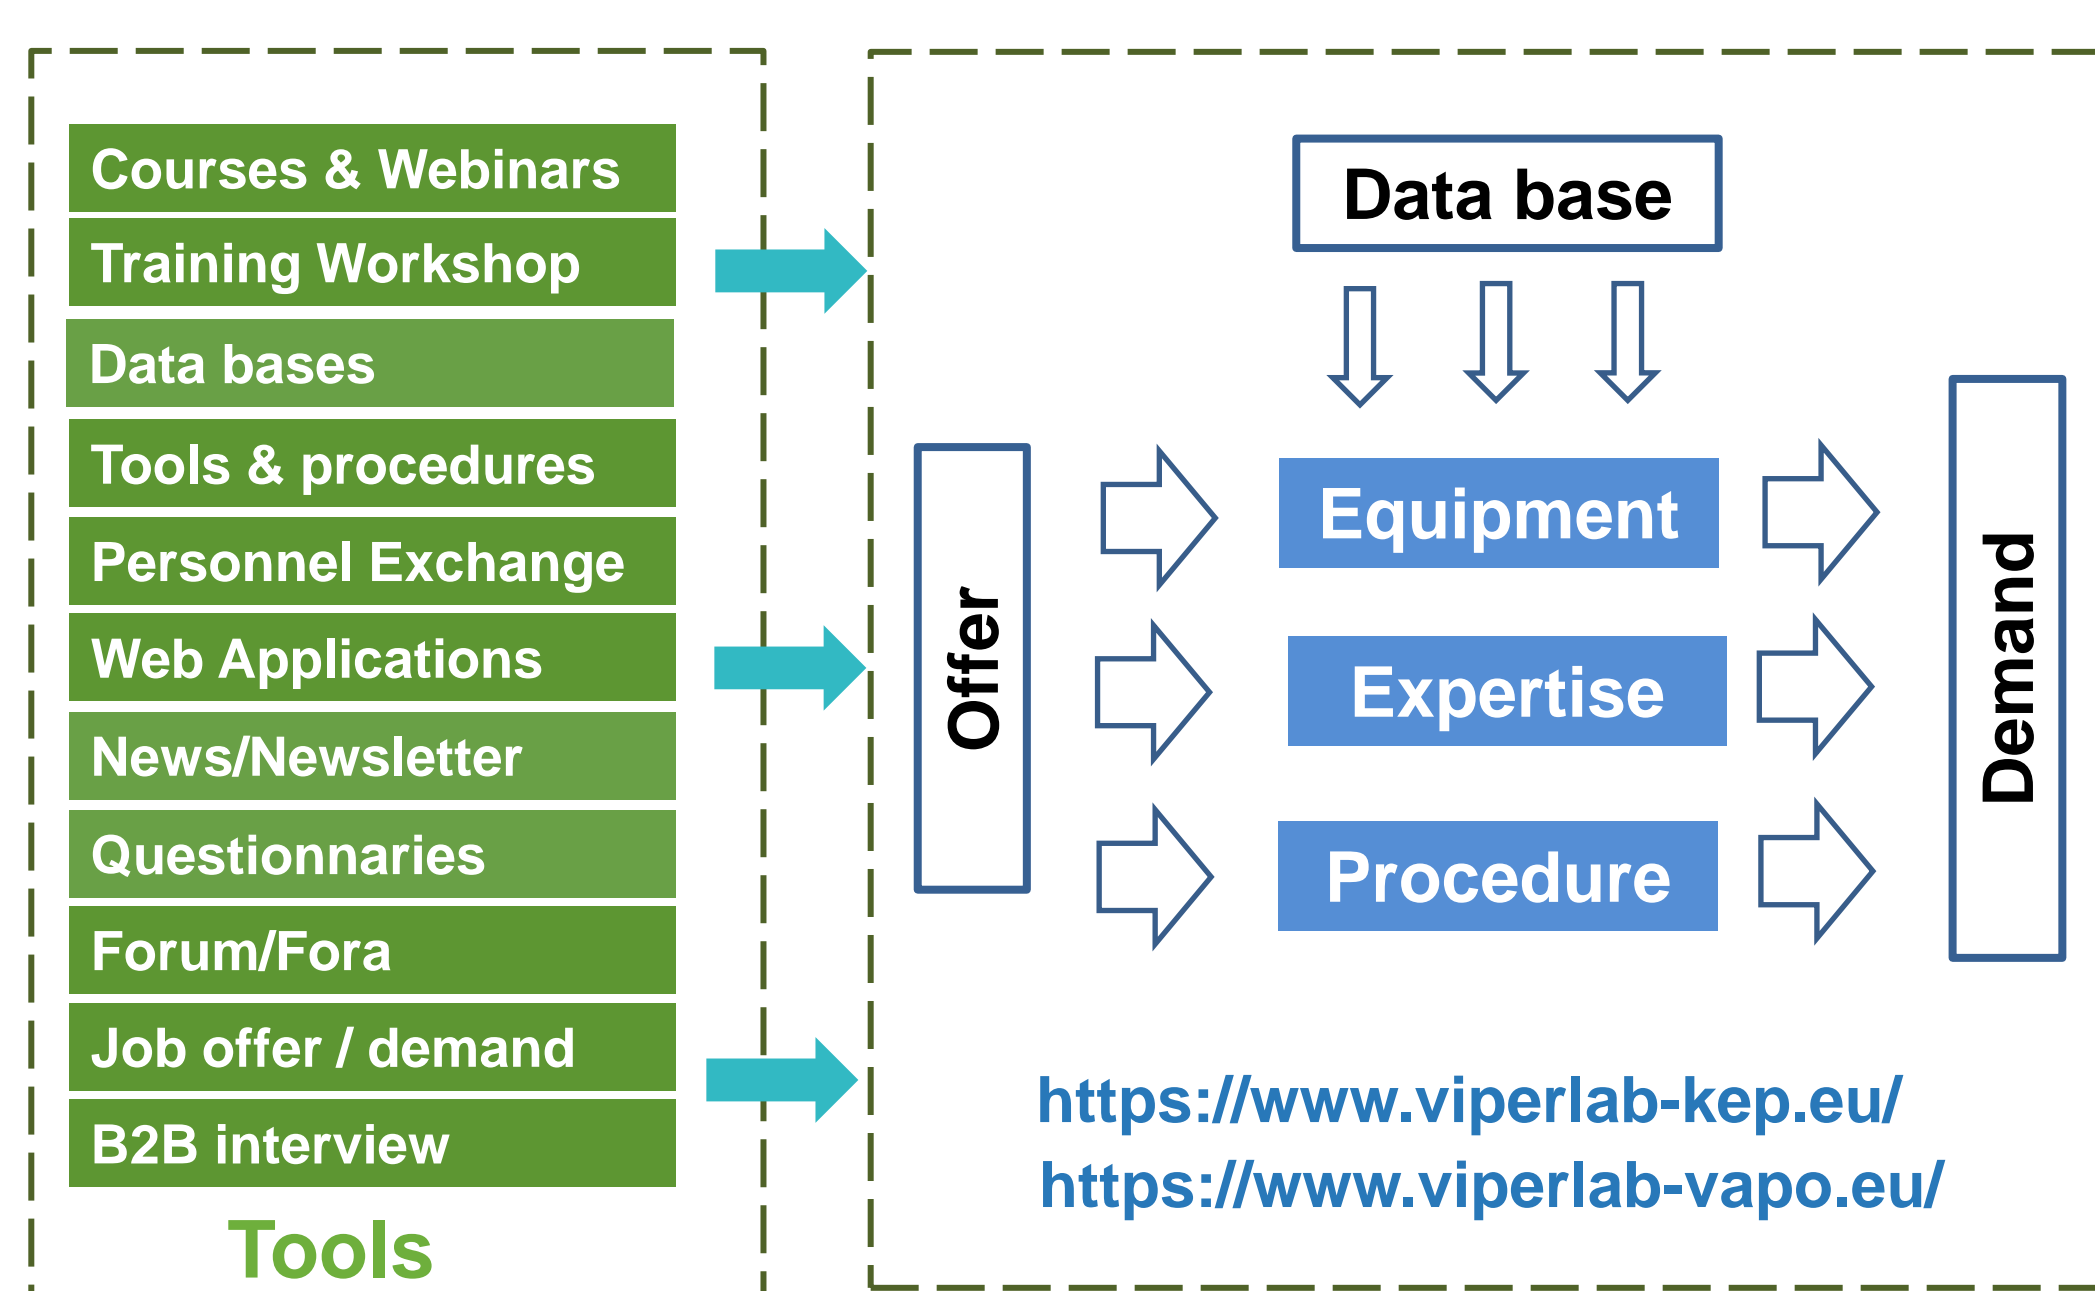 Courses & Webinars
Training Workshop
Data bases
Tools & procedures
Personnel Exchange
Web Applications
News/Newsletter
Questionnaries
Forum/Fora
Job offer / demand
B2B interview
Tools
Data base
Offer
Equipment
Expertise
Procedure
Demand
https://www.viperlab-kep.eu/
https://www.viperlab-vapo.eu/